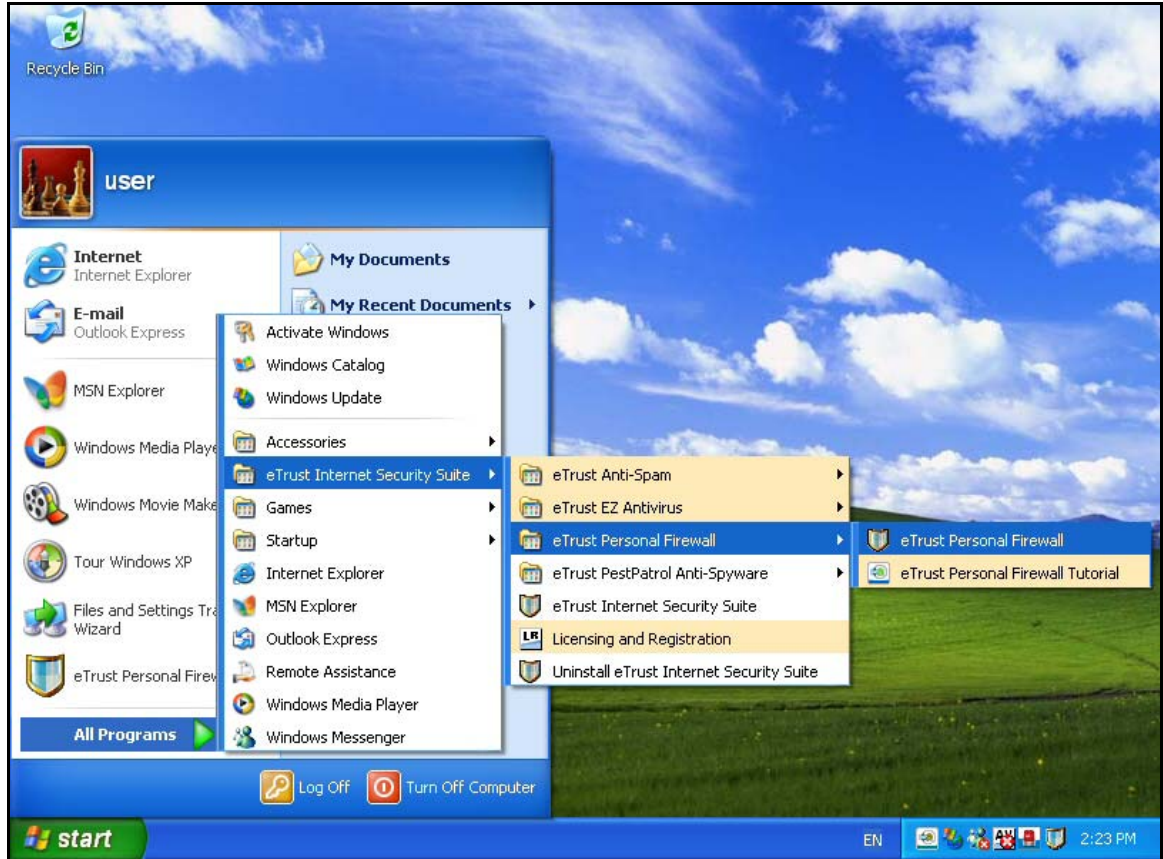 Recycle Bin
user
Internet
Internet Explorer
E-mail
Outlook Express
MSN Explorer
Windows Media Playe
Windows Movie Make
Tour Windows XP
Files and Settings Tra
Wizard
eTrust Personal Firew
All Programs
My Documents
My Recent Documents
Activate Windows
Windows Catalog
Windows Update
Accessories
eTrust Internet Security Suite
Games
Startup
Internet Explorer
MSN Explorer
Outlook Express
Remote Assistance
Windows Media Player
Windows Messenger
eTrust Anti-Spam
eTrust EZ Antivirus
eTrust Personal Firewall
eTrust PestPatrol Anti-Spyware
eTrust Internet Security Suite
LR Licensing and Registration
Uninstall eTrust Internet Security Suite
eTrust Personal Firewall
eTrust Personal Firewall Tutorial
Log Off
Turn Off Computer
start
EN
AV
2:23 PM